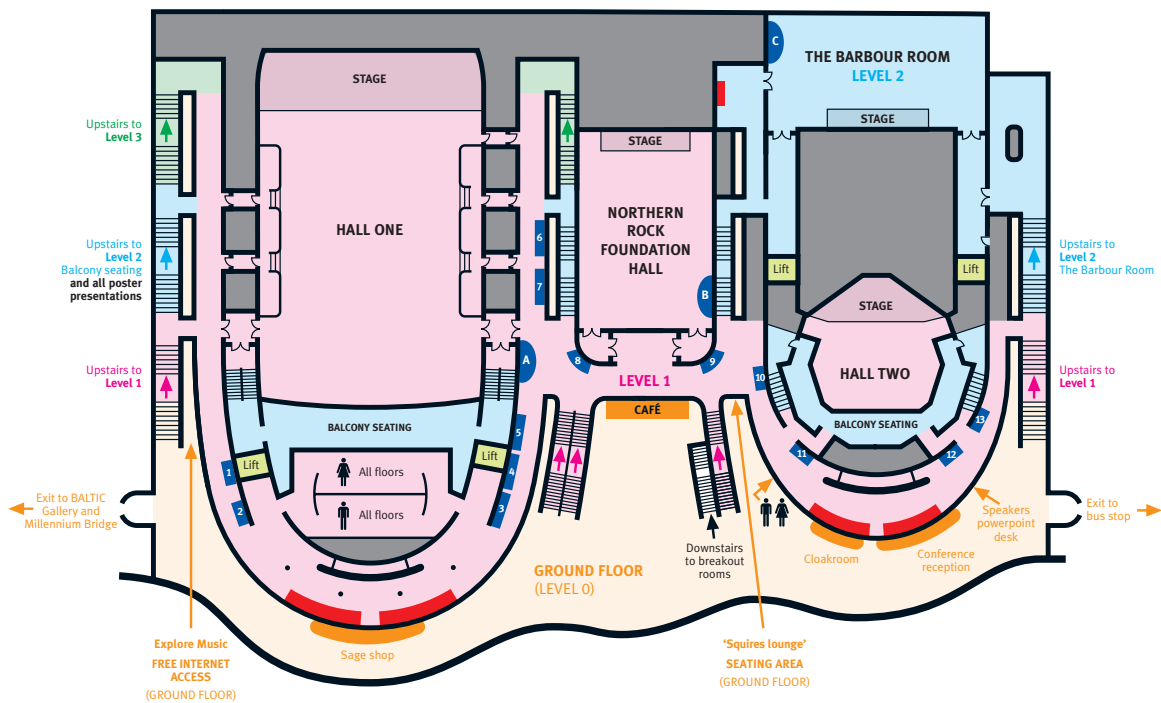 C
THE BARBOUR ROOM
LEVEL 2
STAGE
STAGE
STAGE
Upstairs to
Level 3
HALL ONE
NORTHERN
ROCK
FOUNDATION
HALL
6
7
B
Upstairs to
Level 2
Balcony seating
and all poster
presentations
Lift
Lift
Upstairs to
Level 2
The Barbour Room
STAGE
A
8
9
10
HALL TWO
Upstairs to
Level 1
LEVEL 1
Upstairs to
Level 1
CAFÉ
BALCONY SEATING
BALCONY SEATING
5
13
1
Lift
Lift
4
11
12
All floors
2
3
All floors
Exit to BALTIC
Gallery and
Millennium Bridge
Exit to
bus stop
Speakers
powerpoint
desk
Downstairs
to breakout
rooms
Cloakroom
Conference
reception
GROUND FLOOR
(LEVEL 0)
Sage shop
Explore Music
FREE INTERNET
ACCESS
(GROUND FLOOR)
‘Squires lounge’
SEATING AREA
(GROUND FLOOR)